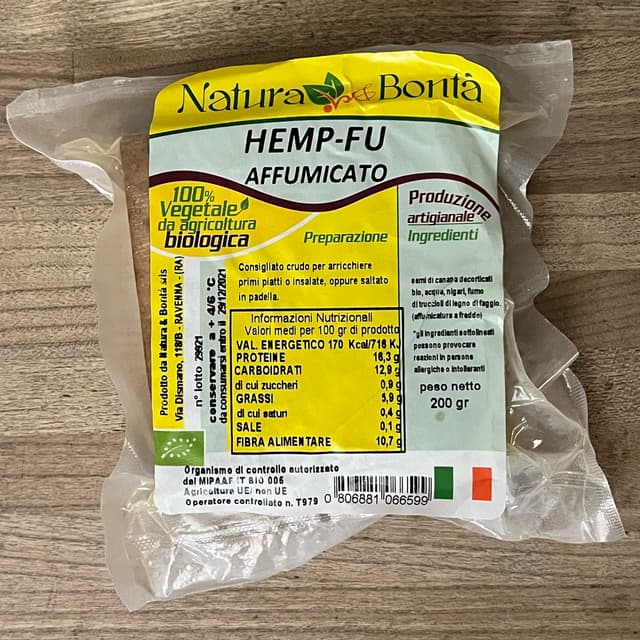 Natura & Bontà
HEMP-FU
AFFUMICATO
100%
Vegetale
da agricoltura
biologica
Produzione
artigianale
Preparazione
Ingredienti
Consigliato crudo per arricchire
primi piatti o insalate, oppure saltato
in padella.
semi di canapa decorticati
bio, acqua, nigari, fumo
di truccioli di legno di faggio.
(affumicatura a freddo)
*gli ingredienti sottolineati
possono provocare
reazioni in persone
allergiche o intolleranti
peso netto
200 gr
Prodotto da Natura & Bontà srls
Via Dismano, 118/B - RAVENNA - (RA)
n° lotto 29921
conservare a + 4/6 °C
da consumarsi entro il 29/12/2021
Informazioni Nutrizionali
Valori medi per 100 gr di prodotto
VAL. ENERGETICO 170 Kcal/716 KJ
PROTEINE 16,3 g
CARBOIDRATI 12,9 g
di cui zuccheri 0,9 g
GRASSI 5,9 g
di cui saturi 0,4 g
SALE 0,1 g
FIBRA ALIMENTARE 10,7 g
Organismo di controllo autorizzato
dal MIPAAF IT BIO 005
Agricoltura UE/ non UE
Operatore controllato n. T979
0 806881 066599